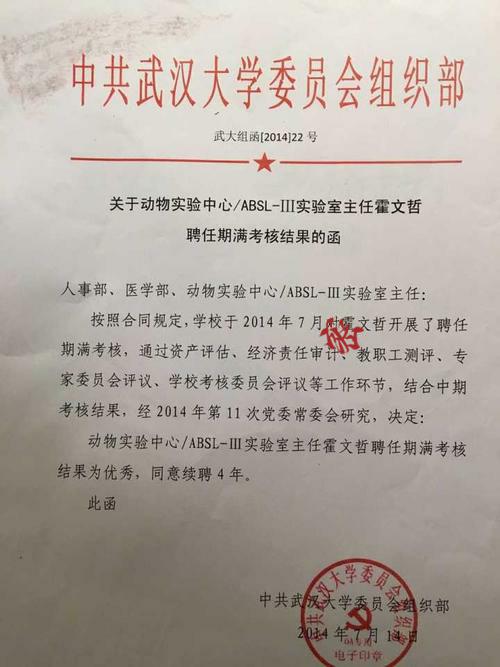 中共武汉大学委员会组织部
武大组函[2014]22 号
关于动物实验中心/ABSL-III实验室主任霍文哲
聘任期满考核结果的函
人事部、医学部、动物实验中心/ABSL-III实验室主任：
按照合同规定，学校于 2014 年 7 月对霍文哲开展了聘任
期满考核，通过资产评估、经济责任审计、教职工测评、专
家委员会评议、学校考核委员会评议等工作环节，结合中期
考核结果，经 2014 年第 11 次党委常委会研究，决定：
动物实验中心/ABSL-III实验室主任霍文哲聘任期满考核
结果为优秀，同意续聘 4 年。
此函
中共武汉大学委员会组织部
2014 年 7 月 14 日
中共武汉大学委员会组织部
OA专用
电子印章